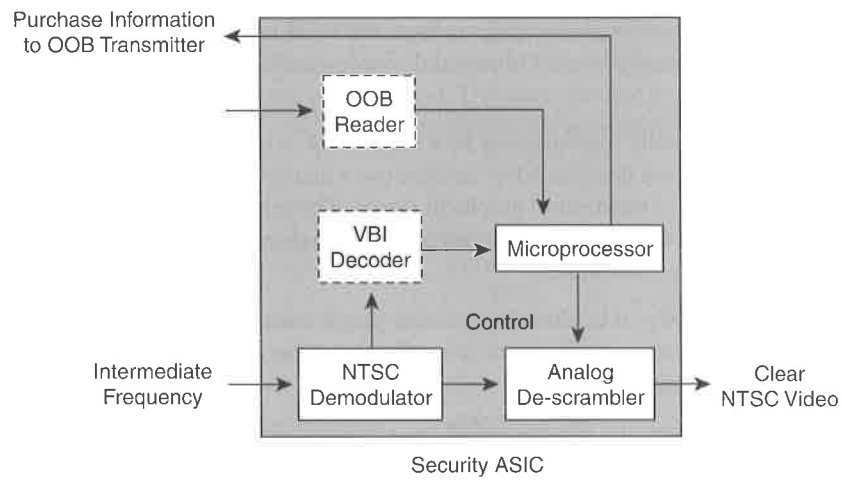 Purchase Information
to OOB Transmitter
OOB
Reader
VBI
Decoder
Microprocessor
Control
Intermediate
Frequency
NTSC
Demodulator
Analog
De-scrambler
Clear
NTSC Video
Security ASIC